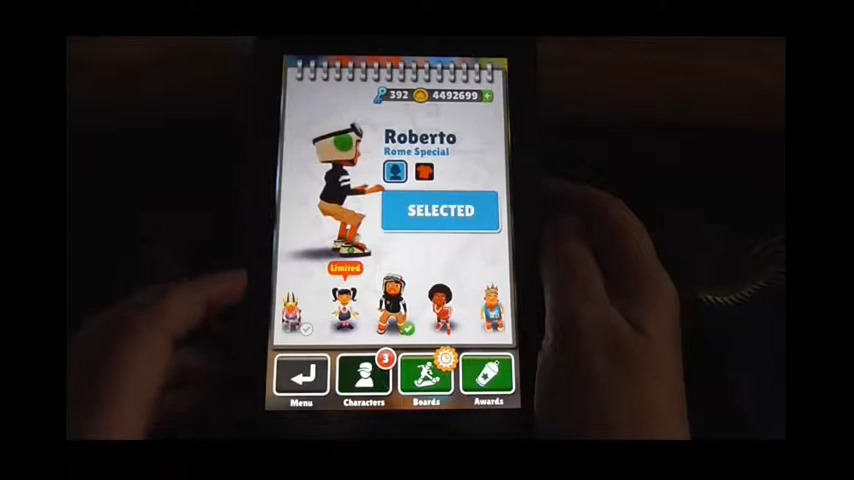 392 4492699 +
Roberto
Rome Special
SELECTED
Limited
3
Menu Characters Boards Awards